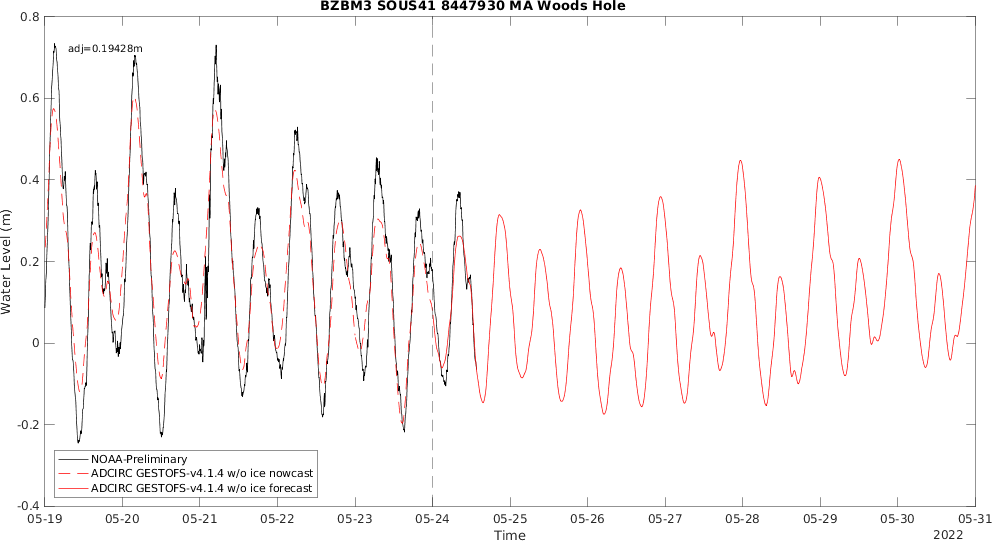 BZBM3 SOUS41 8447930 MA Woods Hole
0.8
adj=0.19428m
0.6
0.4
0.2
0
-0.2
-0.4
Water Level (m)
NOAA-Preliminary
ADCIRC GESTOFS-v4.1.4 w/o ice nowcast
ADCIRC GESTOFS-v4.1.4 w/o ice forecast
05-19 05-20 05-21 05-22 05-23 05-24 05-25 05-26 05-27 05-28 05-29 05-30 05-31
Time
2022